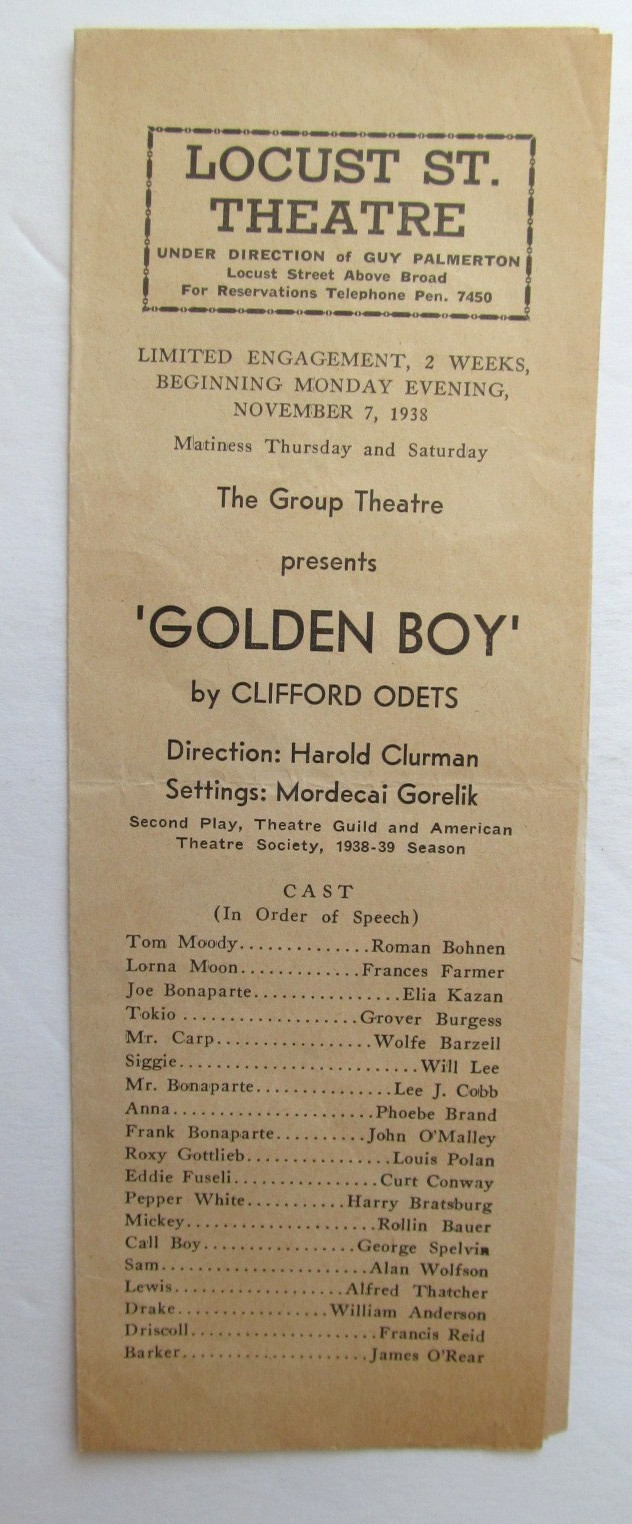 LOCUST ST.
THEATRE
UNDER DIRECTION of GUY PALMERTON
Locust Street Above Broad
For Reservations Telephone Pen. 7450
LIMITED ENGAGEMENT, 2 WEEKS,
BEGINNING MONDAY EVENING,
NOVEMBER 7, 1938
Matiness Thursday and Saturday
The Group Theatre
presents
'GOLDEN BOY'
by CLIFFORD ODETS
Direction: Harold Clurman
Settings: Mordecai Gorelik
Second Play, Theatre Guild and American
Theatre Society, 1938-39 Season
CAST
(In Order of Speech)
Tom Moody..............Roman Bohnen
Lorna Moon.............Frances Farmer
Joe Bonaparte................Elia Kazan
Tokio ...................Grover Burgess
Mr. Carp.................Wolfe Barzell
Siggie..........................Will Lee
Mr. Bonaparte...............Lee J. Cobb
Anna......................Phoebe Brand
Frank Bonaparte..........John O'Malley
Roxy Gottlieb................Louis Polan
Eddie Fuseli................Curt Conway
Pepper White...........Harry Bratsburg
Mickey.....................Rollin Bauer
Call Boy.................George Spelvin
Sam.......................Alan Wolfson
Lewis...................Alfred Thatcher
Drake.................William Anderson
Driscoll.....................Francis Reid
Barker.....................James O'Rear